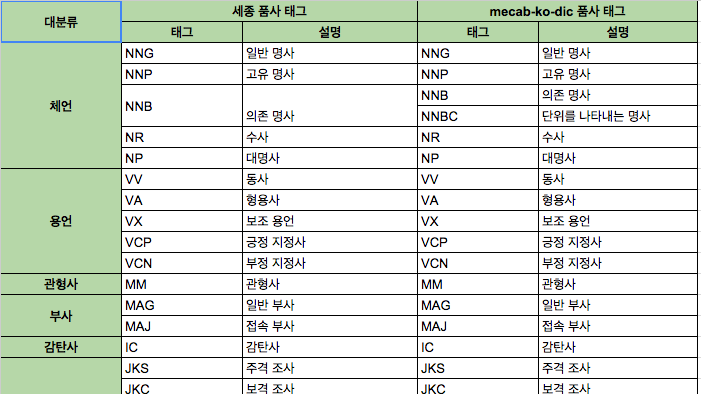 대분류 세종 품사 태그 mecab-ko-dic 품사 태그
태그 설명 태그 설명
체언 NNG 일반 명사 NNG 일반 명사
NNP 고유 명사 NNP 고유 명사
NNB 의존 명사 NNB 의존 명사
NNBC 단위를 나타내는 명사
NR 수사 NR 수사
NP 대명사 NP 대명사
용언 VV 동사 VV 동사
VA 형용사 VA 형용사
VX 보조 용언 VX 보조 용언
VCP 긍정 지정사 VCP 긍정 지정사
VCN 부정 지정사 VCN 부정 지정사
관형사 MM 관형사 MM 관형사
부사 MAG 일반 부사 MAG 일반 부사
MAJ 접속 부사 MAJ 접속 부사
감탄사 IC 감탄사 IC 감탄사
JKS 주격 조사 JKS 주격 조사
JKC 보격 조사 JKC 보격 조사